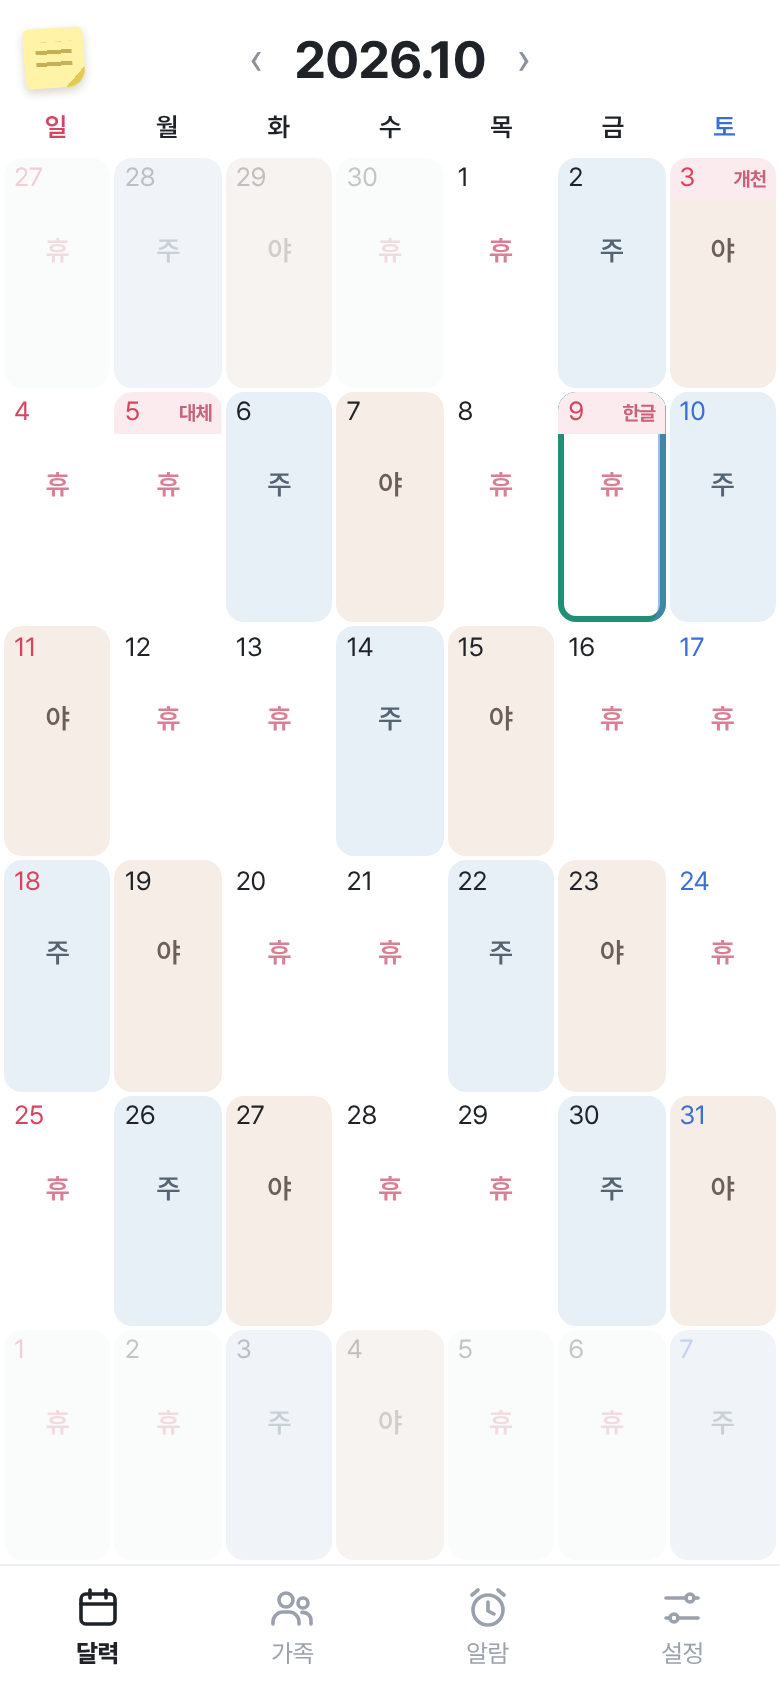 ‹ 2026.10 ›
일 월 화 수 목 금 토
27 28 29 30 1 2 3 개천
휴 주 야 휴 휴 주 야
4 5 대체 6 7 8 9 한글 10
휴 휴 주 야 휴 휴 주
11 12 13 14 15 16 17
야 휴 휴 주 야 휴 휴
18 19 20 21 22 23 24
주 야 휴 휴 주 야 휴
25 26 27 28 29 30 31
휴 주 야 휴 휴 주 야
1 2 3 4 5 6 7
휴 휴 주 야 휴 휴 주
달력 가족 알람 설정